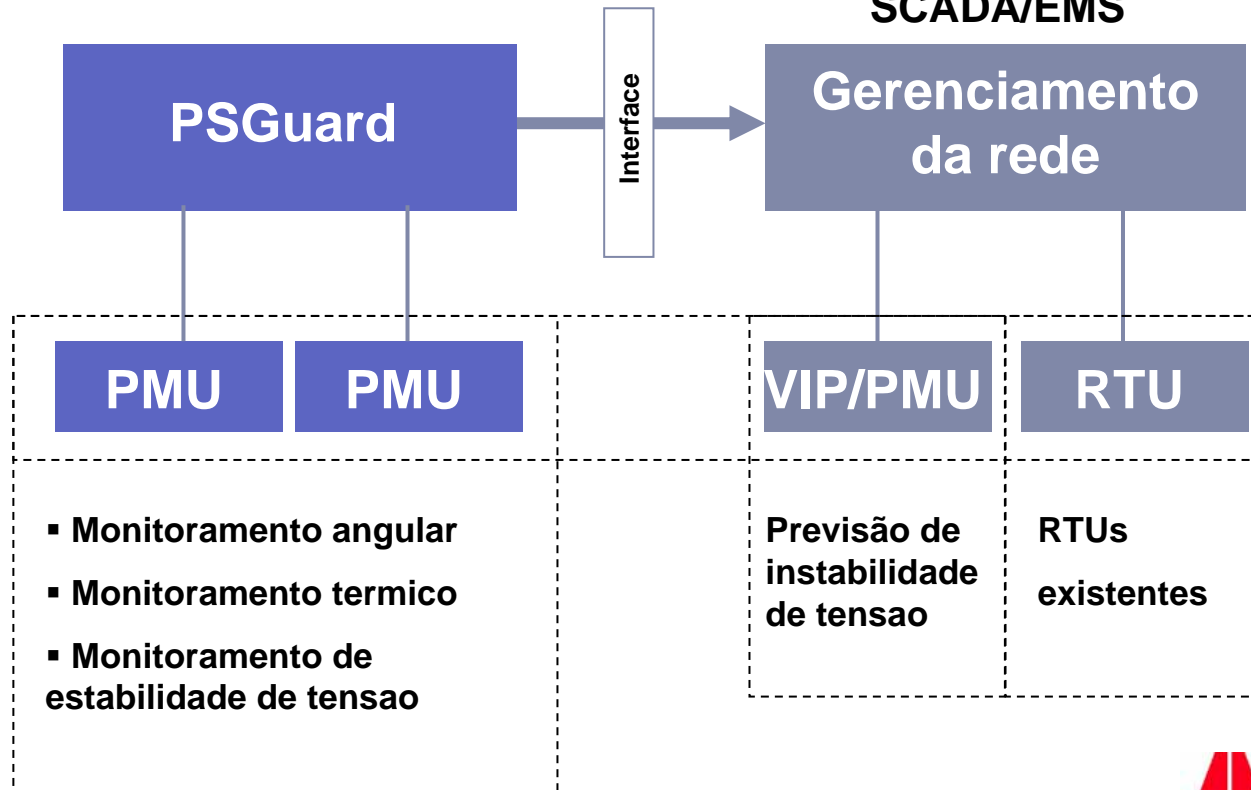 SCADA/EMS
PSGuard
Interface
Gerenciamento
da rede
PMU
PMU
VIP/PMU
RTU
▪ Monitoramento angular
▪ Monitoramento termico
▪ Monitoramento de
estabilidade de tensao
Previsão de
instabilidade
de tensao
RTUs
existentes